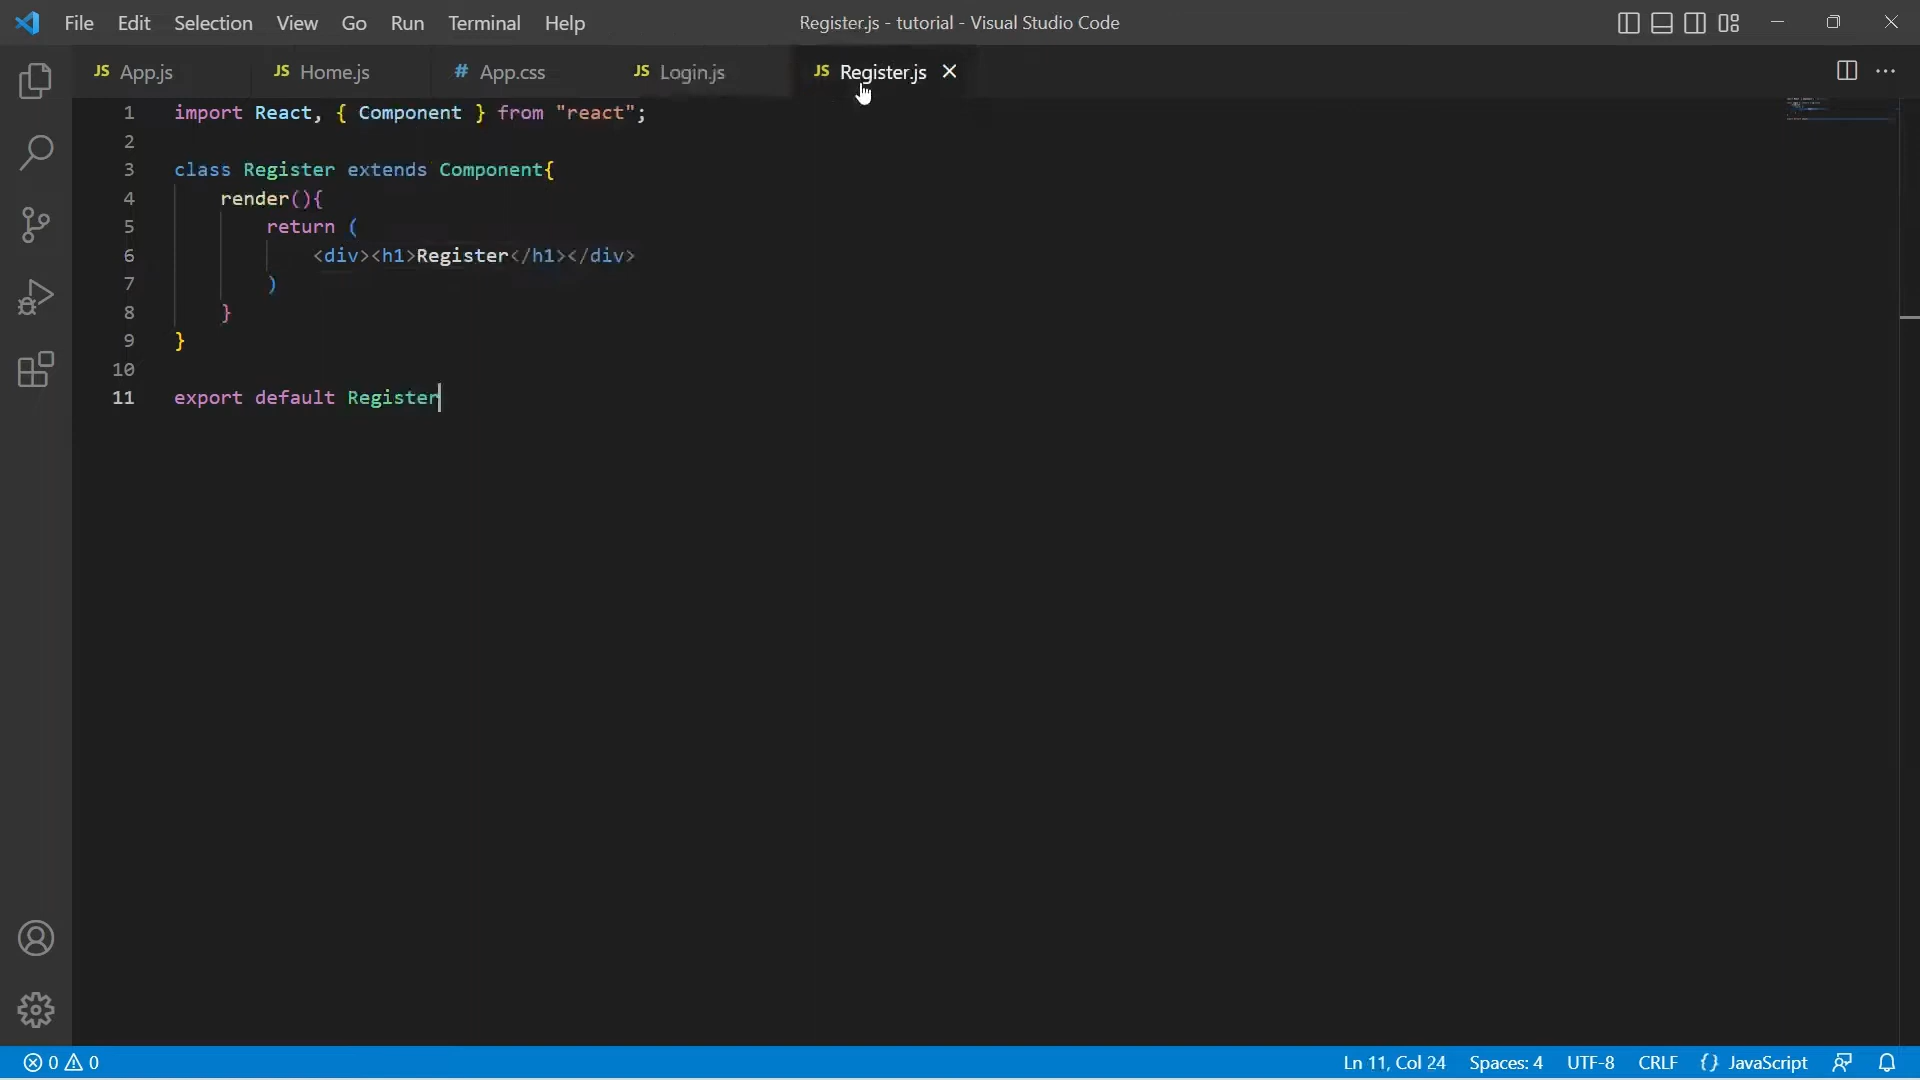 File Edit Selection View Go Run Terminal Help Register.js - tutorial - Visual Studio Code
JS App.js JS Home.js # App.css JS Login.js JS Register.js
1 import React, { Component } from "react";
2
3 class Register extends Component{
4 render(){
5 return (
6 <div><h1>Register</h1></div>
7 )
8 }
9 }
10
11 export default Register
0 0 Ln 11, Col 24 Spaces: 4 UTF-8 CRLF {} JavaScript